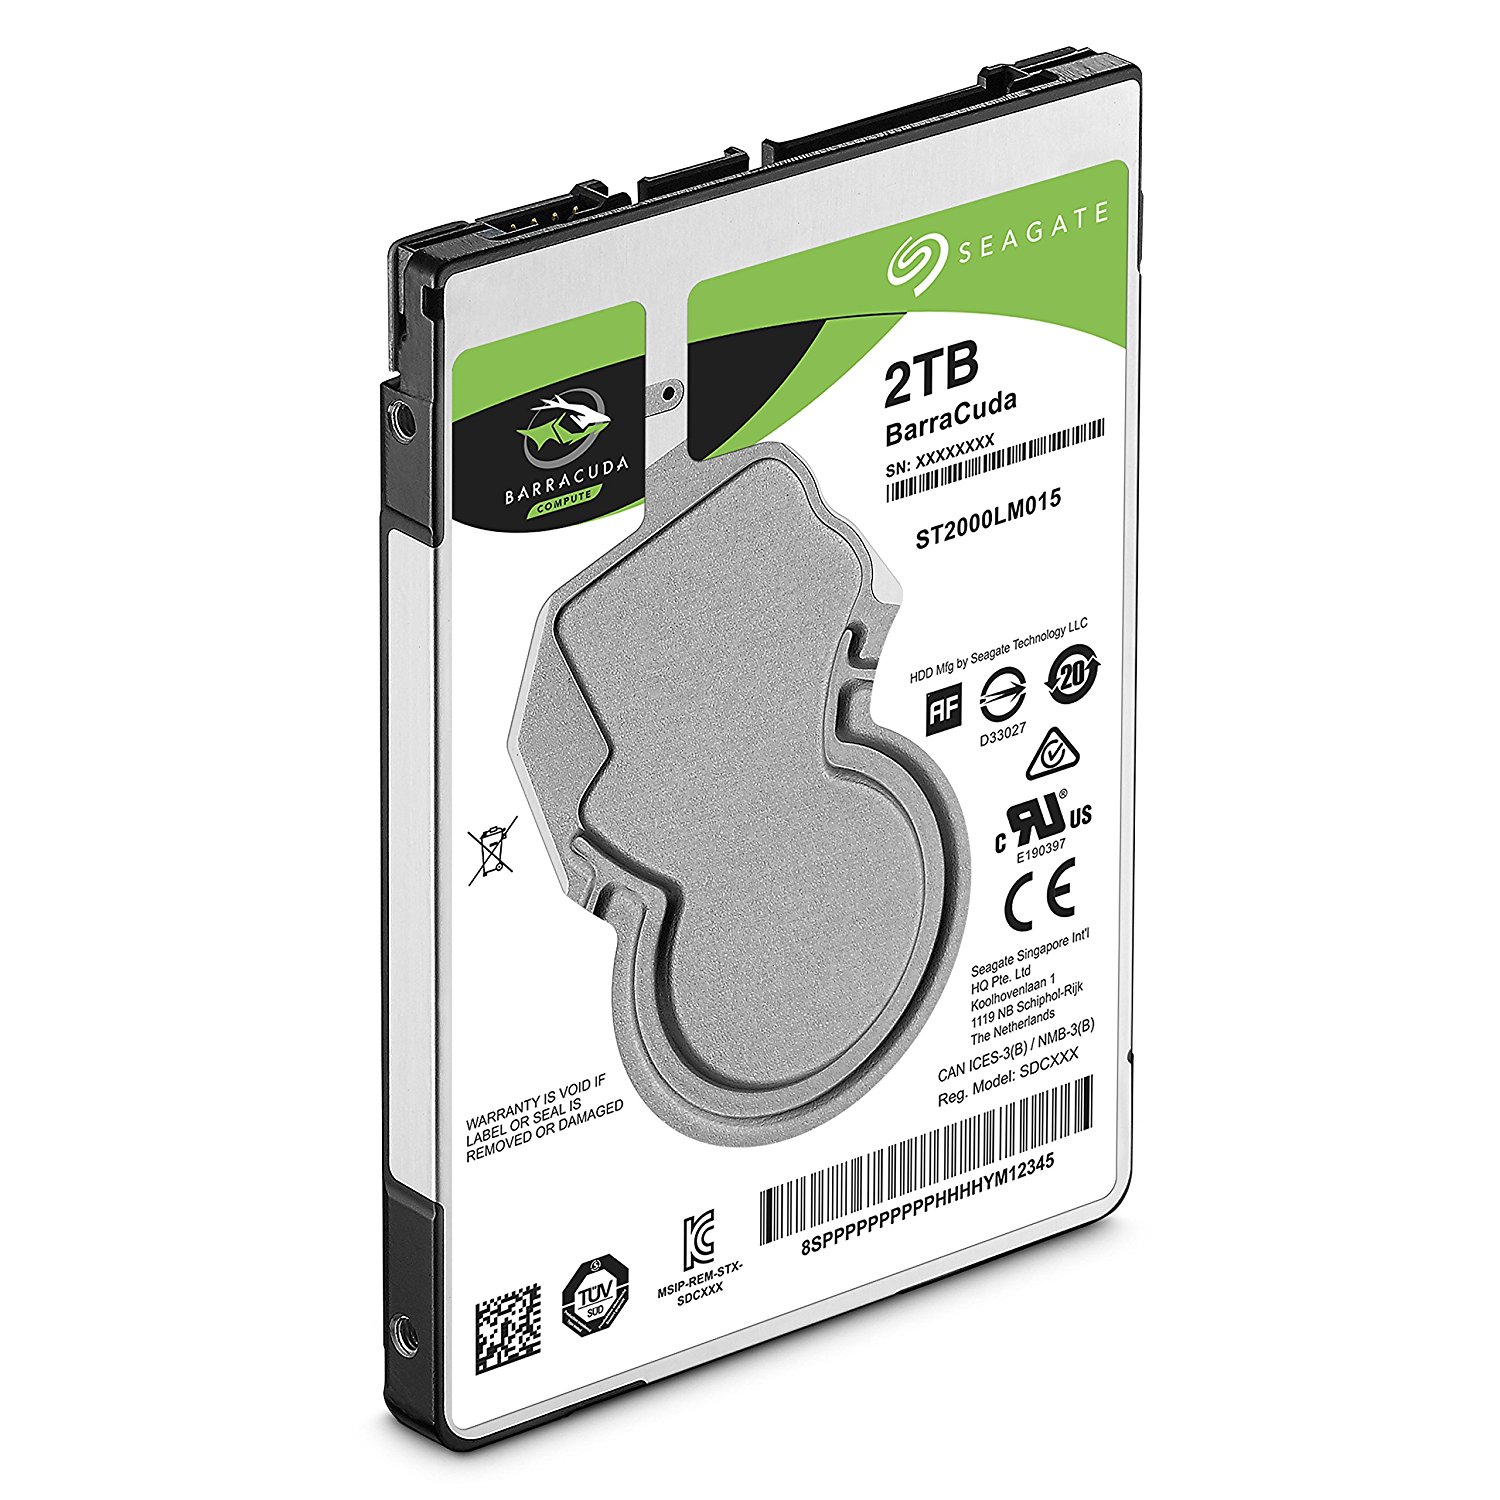 SEAGATE
BARRACUDA
COMPUTE
2TB
BarraCuda
SN: XXXXXXXX
ST2000LM015
HDD Mfg by Seagate Technology LLC
AF
D33027
20
C UR® US
E190397
CE
Seagate Singapore Int'l
HQ Pte. Ltd
Koolhovenlaan 1
1119 NB Schiphol-Rijk
The Netherlands
CAN ICES-3(B) / NMB-3(B)
Reg. Model: SDCXXX
WARRANTY IS VOID IF
LABEL OR SEAL IS
REMOVED OR DAMAGED
8SPPPPPPPPPPHHHHYM12345
MSIP-REM-STX-
SDCXXX
TÜV
SÜD